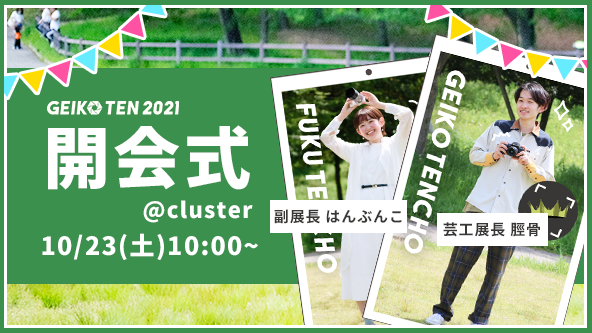 GEIKO TEN 2021
開会式
@cluster
10/23(土)10:00~
FUKU TENCHO
副展長 はんぶんこ
GEIKO TENCHO
芸工展長 脛骨